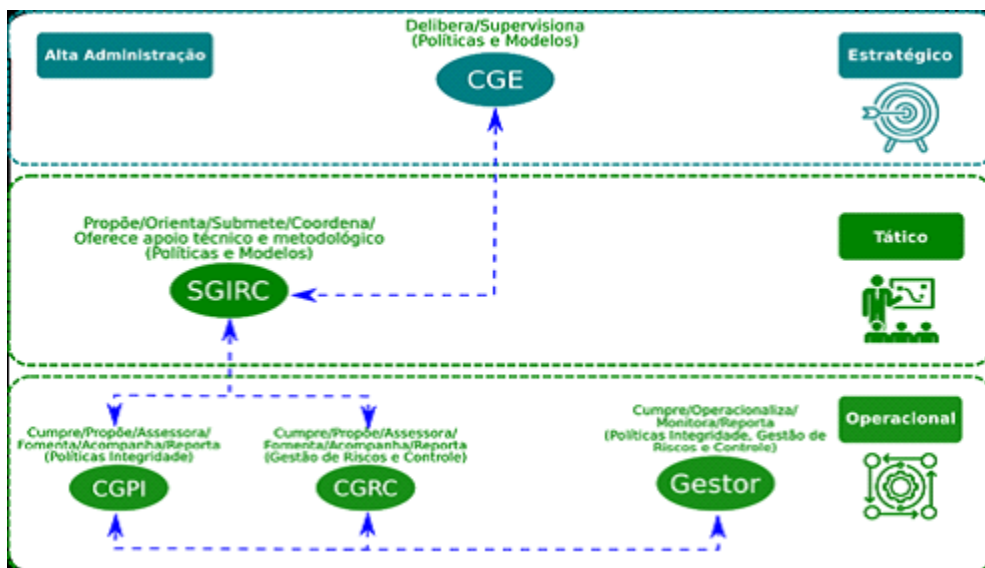 Delibera/Supervisiona
(Políticas e Modelos)
Alta Administração
CGE
Estratégico
Propõe/Orienta/Submete/Coordena/
Oferece apoio técnico e metodológico
(Políticas e Modelos)
SGIRC
Tático
Cumpre/Propõe/Assessora/
Fomenta/Acompanha/Reporta
(Políticas Integridade)
CGPI
Cumpre/Propõe/Assessora/
Fomenta/Acompanha/Reporta
(Gestão de Riscos e Controle)
CGRC
Cumpre/Operacionaliza/
Monitora/Reporta
(Políticas Integridade, Gestão de
Riscos e Controle)
Gestor
Operacional